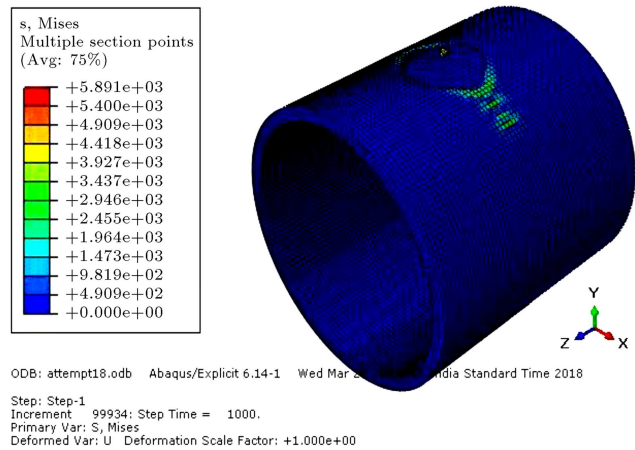 s, Mises
Multiple section points
(Avg: 75%)
+5.891e+03
+5.400e+03
+4.909e+03
+4.418e+03
+3.927e+03
+3.437e+03
+2.946e+03
+2.455e+03
+1.964e+03
+1.473e+03
+9.819e+02
+4.909e+02
+0.000e+00
Y
Z X
ODB: attempt18.odb Abaqus/Explicit 6.14-1 Wed Mar Standard Time 2018
Step: Step-1
Increment 99934: Step Time = 1000.
Primary Var: S, Mises
Deformed Var: U Deformation Scale Factor: +1.000e+00